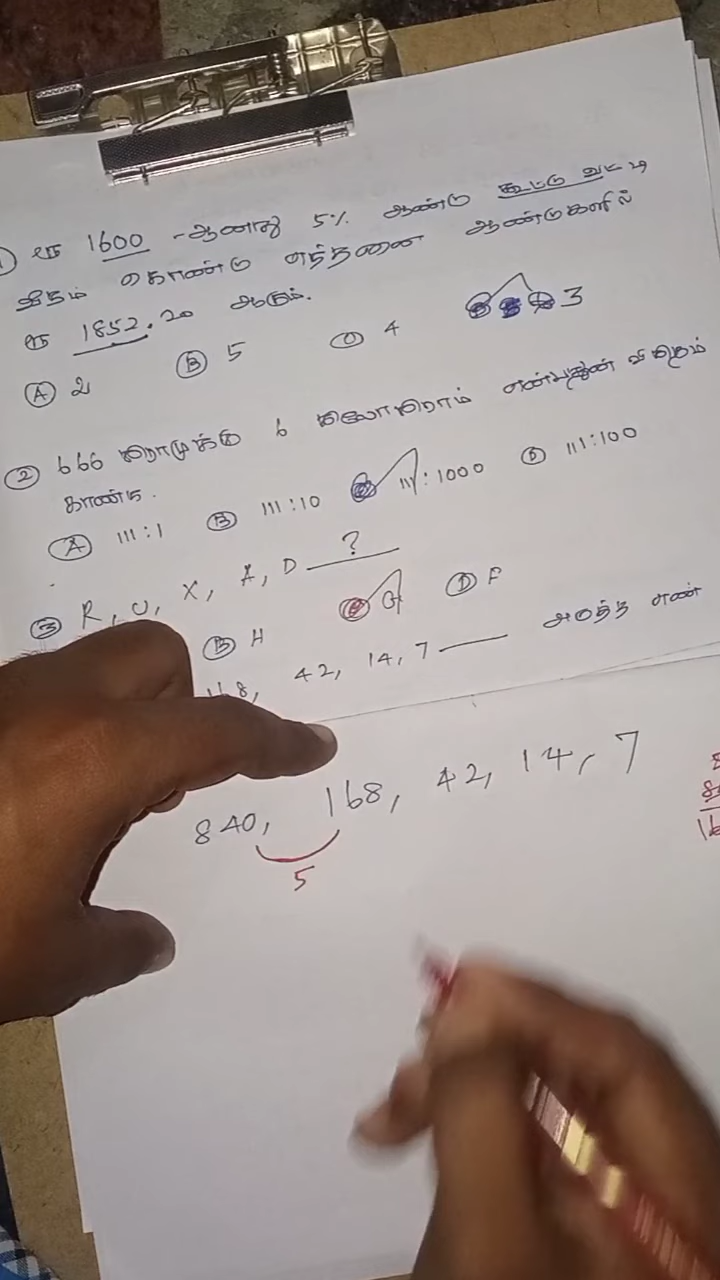 1) ரூ 1600 - ஆனது 5% ஆண்டு கூட்டு வட்டி
வீதம் கொண்டு எத்தனை ஆண்டுகளில்
ரூ 1852.20 ஆகும்.
A 2 B 5 C 4 3
2 666 கிராமுக்கு 6 கிலோகிராம் என்பதன் விகிதம்
காண்க.
A 111:1 B 111:10 111:1000 D 111:100
3 R, U, X, A, D ?
B H G D F
168, 42, 14, 7 அடுத்த எண்
840, 168, 42, 14, 7
5